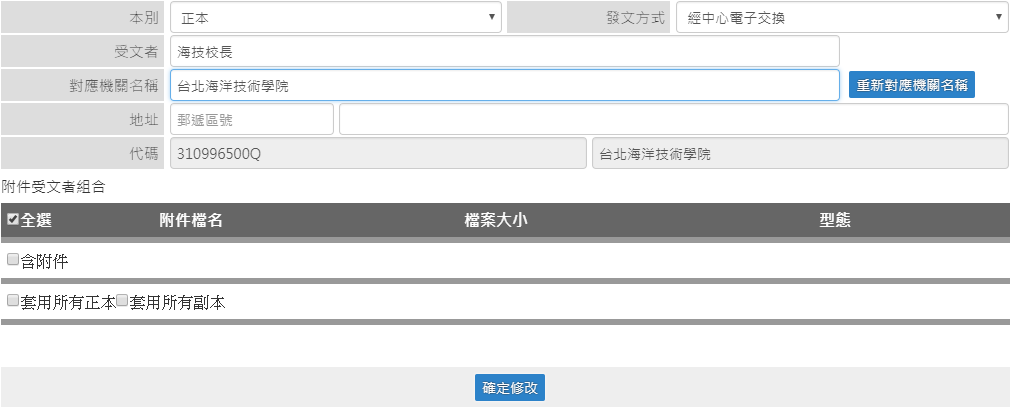 本別 正本 發文方式 經中心電子交換
受文者 海技校長
對應機關名稱 台北海洋技術學院 重新對應機關名稱
地址 郵遞區號
代碼 310996500Q 台北海洋技術學院
附件受文者組合
全選 附件檔名 檔案大小 型態
含附件
套用所有正本 套用所有副本
確定修改